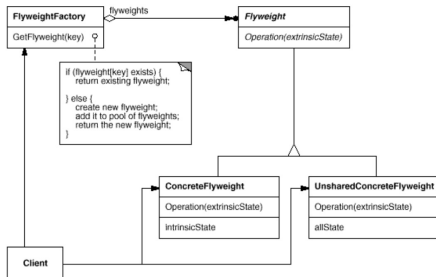 FlyweightFactory
flyweights
Flyweight
GetFlyweight(key)
Operation(extrinsicState)
if (flyweight[key] exists) {
return existing flyweight;
} else {
create new flyweight;
add it to pool of flyweights;
return the new flyweight;
}
ConcreteFlyweight
Operation(extrinsicState)
intrinsicState
UnsharedConcreteFlyweight
Operation(extrinsicState)
allState
Client